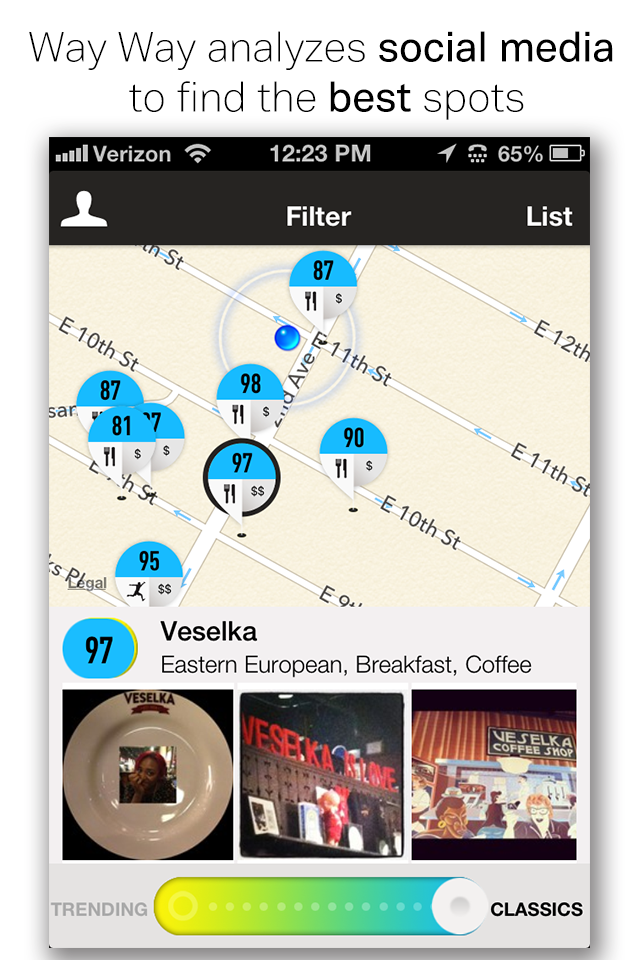 Way Way analyzes social media
to find the best spots
Verizon 12:23 PM 65%
Filter List
th St
87
$
E 12th
E 10th St
E 11th St
98
$
87
81
$
$
90
$
E 11th St
97
$$
E 10th St
95
$$
Legal
97
Veselka
Eastern European, Breakfast, Coffee
VESELKA
VESELKA IS LOVE
VESELKA
COFFEE SHOP
TRENDING CLASSICS